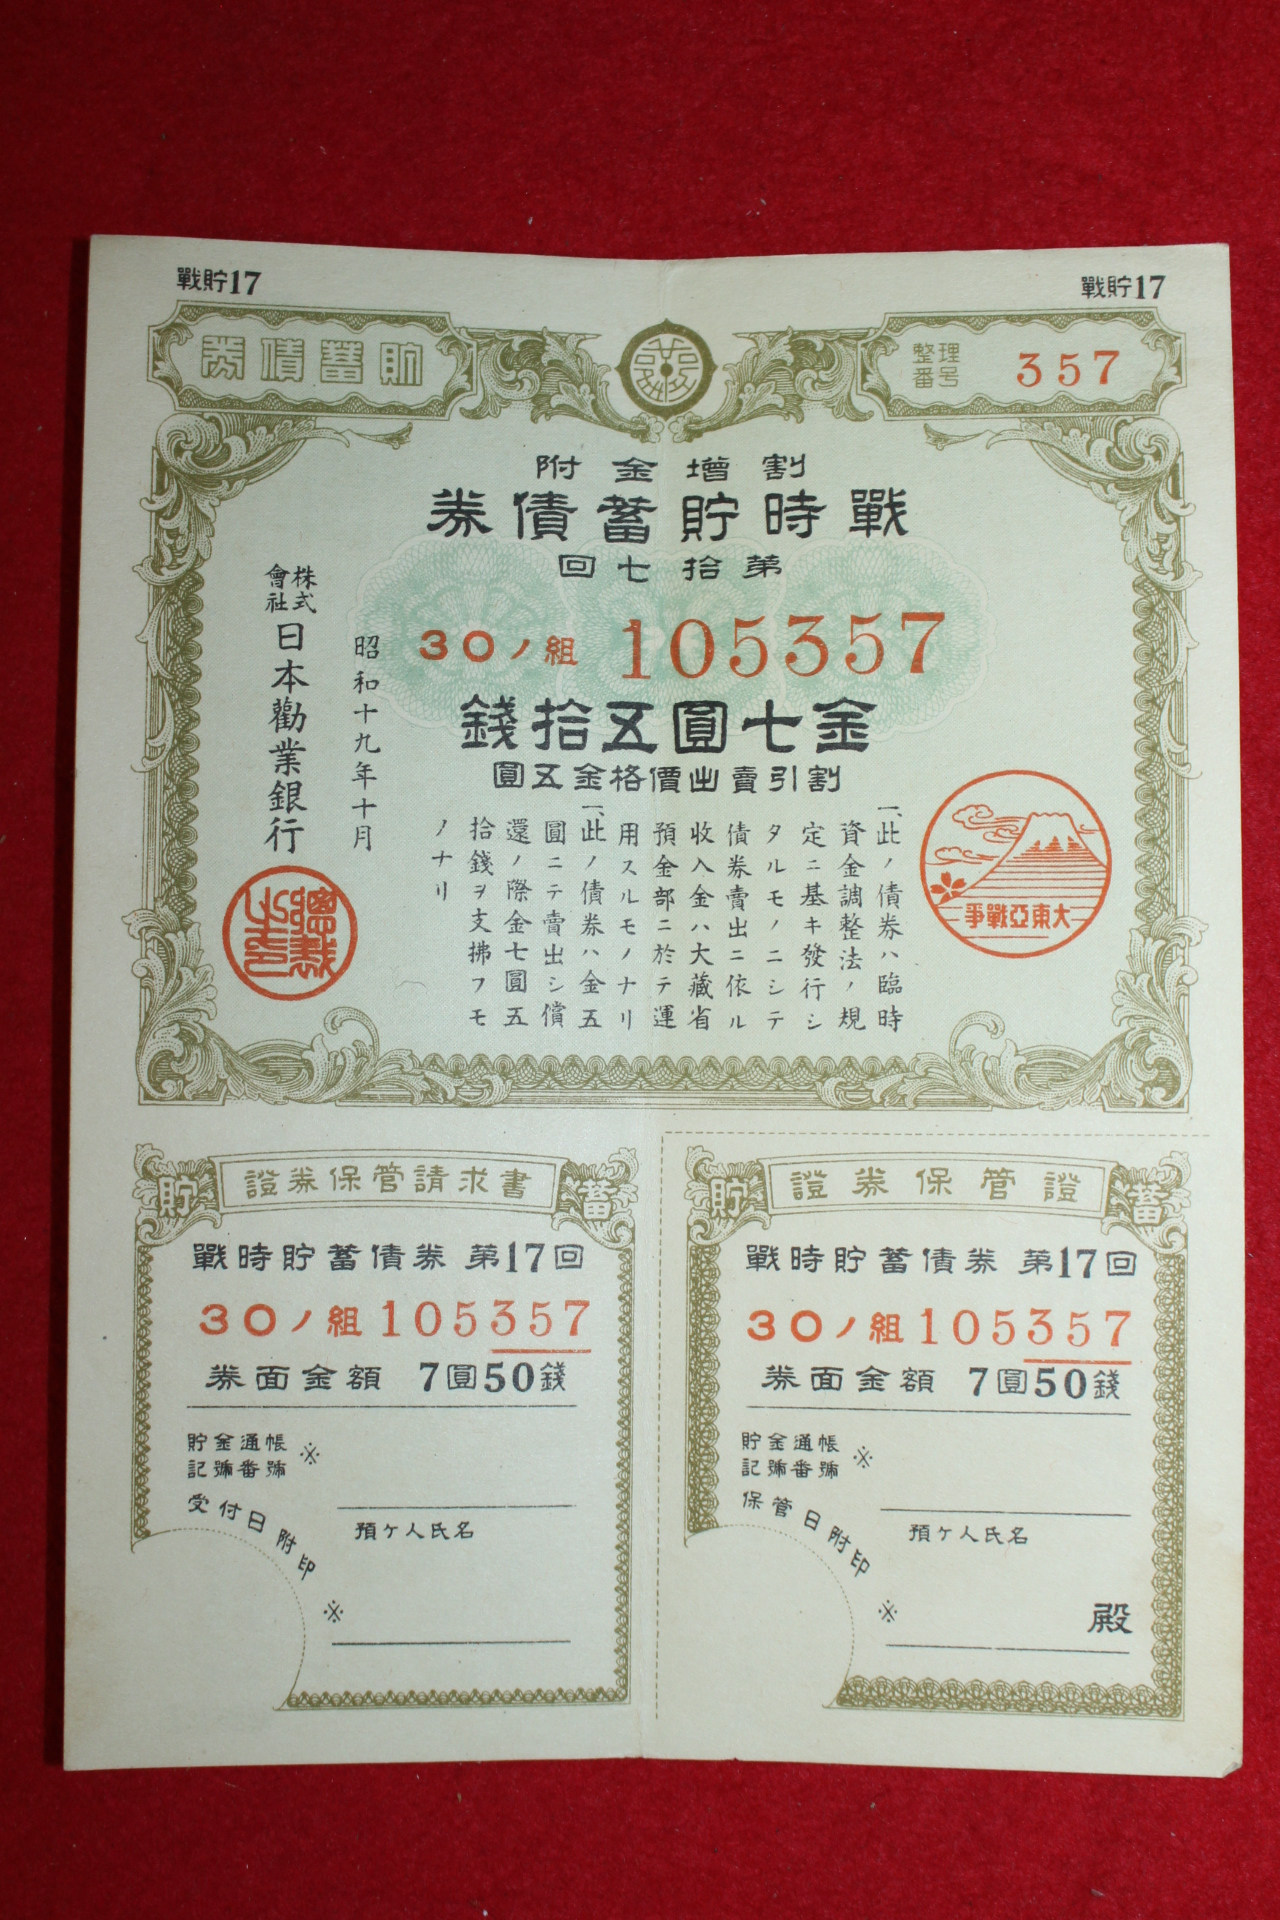 戰貯17
戰貯17
貯蓄債券
整理
番号
357
割增金附
戰時貯蓄債券
第拾七回
30ノ組 105357
金七圓五拾錢
割引賣出價格金五圓
一、此ノ債券ハ臨時
資金調整法ノ規
定ニ基キ發行シ
タルモノニシテ
債券賣出ニ依ル
收入金ハ大藏省
預金部ニ於テ運
用スルモノナリ
一、此ノ債券ハ金五
圓ニテ賣出シ償
還ノ際金七圓五
拾錢ヲ支拂フモ
ノナリ
昭和十九年十月
株式
會社
日本勸業銀行
總裁之印
大東亞戰爭
證券保管請求書
貯
蓄
戰時貯蓄債券 第17回
30ノ組 105357
券面金額 7圓50錢
貯金通帳
記號番號
※
受付日附印
預ケ人氏名
※
證券保管證
貯
蓄
戰時貯蓄債券 第17回
30ノ組 105357
券面金額 7圓50錢
貯金通帳
記號番號
※
保管日附印
預ケ人氏名
※
殿